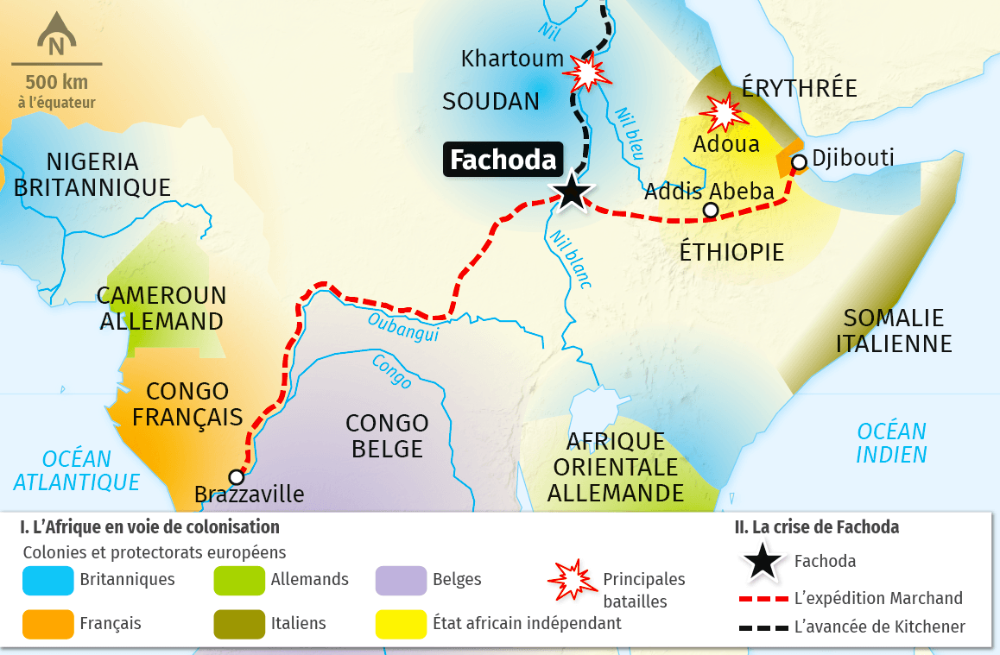 N
500 km
à l'équateur
Nil
Khartoum
SOUDAN
ÉRYTHRÉE
Nil bleu
Adoua
Fachoda
Djibouti
NIGERIA
BRITANNIQUE
Addis Abeba
Nil blanc
ÉTHIOPIE
CAMEROUN
ALLEMAND
Oubangui
SOMALIE
ITALIENNE
Congo
CONGO
FRANÇAIS
CONGO
BELGE
AFRIQUE
ORIENTALE
ALLEMANDE
OCÉAN
INDIEN
OCÉAN
ATLANTIQUE
Brazzaville
I. L'Afrique en voie de colonisation
Colonies et protectorats européens
Britanniques
Allemands
Belges
Principales
batailles
Français
Italiens
État africain indépendant
II. La crise de Fachoda
Fachoda
L'expédition Marchand
L'avancée de Kitchener